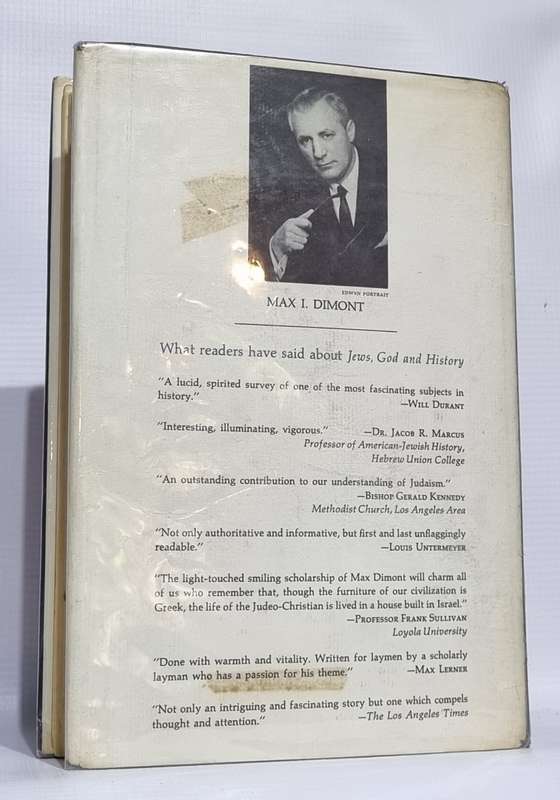 EDWYN PORTRAIT
MAX I. DIMONT
What readers have said about Jews, God and History
"A lucid, spirited survey of one of the most fascinating subjects in
history."
—WILL DURANT
"Interesting, illuminating, vigorous." —DR. JACOB R. MARCUS
Professor of American-Jewish History,
Hebrew Union College
"An outstanding contribution to our understanding of Judaism."
—BISHOP GERALD KENNEDY
Methodist Church, Los Angeles Area
"Not only authoritative and informative, but first and last unflaggingly
readable." —LOUIS UNTERMEYER
"The light-touched smiling scholarship of Max Dimont will charm all
of us who remember that, though the furniture of our civilization is
Greek, the life of the Judeo-Christian is lived in a house built in Israel."
—PROFESSOR FRANK SULLIVAN
Loyola University
"Done with warmth and vitality. Written for laymen by a scholarly
layman who has a passion for his theme." —MAX LERNER
"Not only an intriguing and fascinating story but one which compels
thought and attention." —The Los Angeles Times